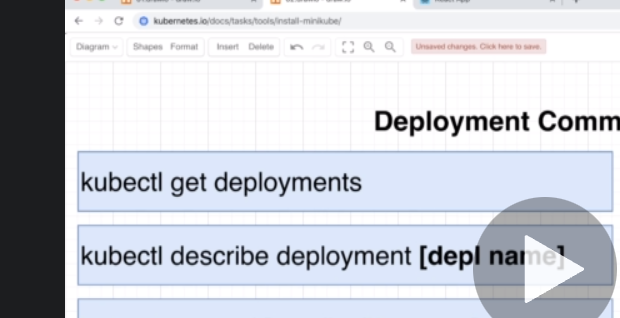 kubernetes.io/docs/tasks/tools/install-minikube/
Diagram Shapes Format Insert Delete Unsaved changes. Click here to save.
Deployment Comm
kubectl get deployments
kubectl describe deployment [depl name]